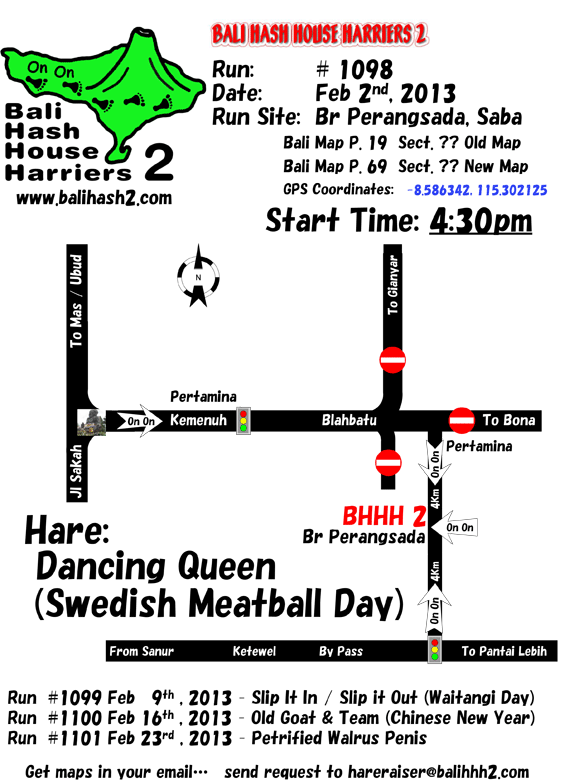 BALI HASH HOUSE HARRIERS 2
On On
Bali
Hash
House
Harriers 2
www.balihash2.com
Run: # 1098
Date: Feb 2nd, 2013
Run Site: Br Perangsada, Saba
Bali Map P. 19 Sect. ?? Old Map
Bali Map P. 69 Sect. ?? New Map
GPS Coordinates: -8.586342, 115.302125
Start Time: 4:30pm
To Mas / Ubud
N
To Gianyar
Pertamina
On On
Kemenuh
Blahbatu
To Bona
Jl Sakah
Pertamina
On On
4Km
BHHH 2
Br Perangsada
On On
4Km
On On
Hare:
Dancing Queen
(Swedish Meatball Day)
From Sanur Ketewel By Pass To Pantai Lebih
Run #1099 Feb 9th, 2013 - Slip It In / Slip it Out (Waitangi Day)
Run #1100 Feb 16th, 2013 - Old Goat & Team (Chinese New Year)
Run #1101 Feb 23rd, 2013 - Petrified Walrus Penis
Get maps in your email... send request to hareraiser@balihhh2.com